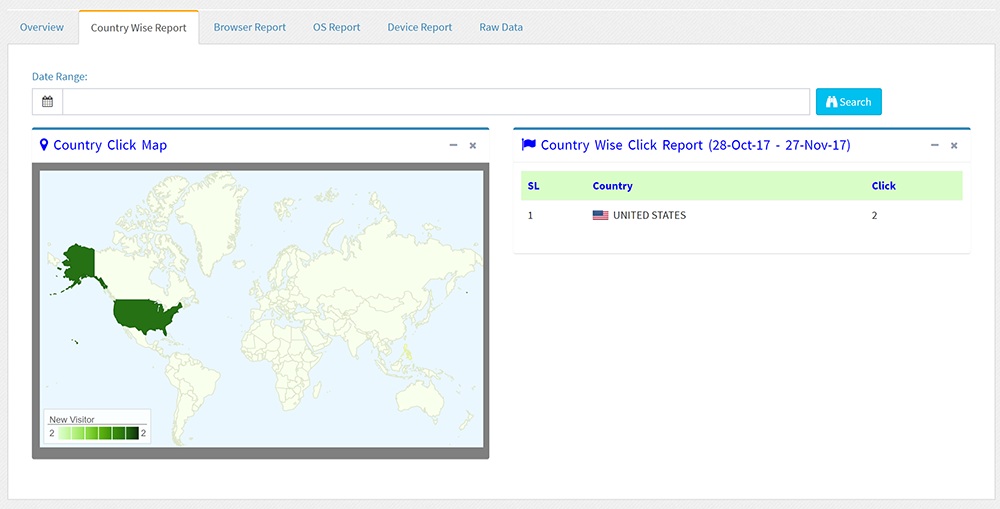 Overview Country Wise Report Browser Report OS Report Device Report Raw Data
Date Range:
Search
Country Click Map
New Visitor
2 2
Country Wise Click Report (28-Oct-17 - 27-Nov-17)
SL Country Click
1 UNITED STATES 2